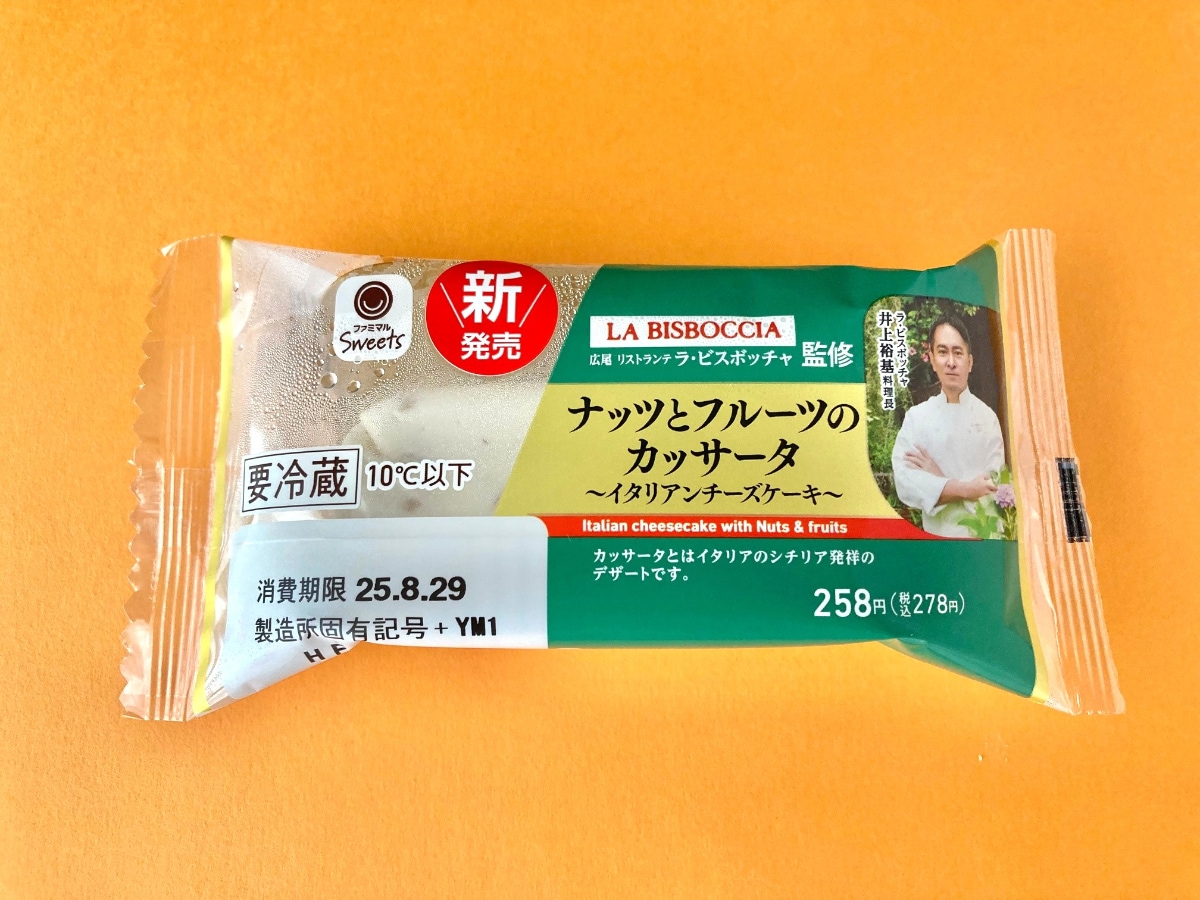 ファミマル
Sweets
新
発売
LA BISBOCCIA
広尾 リストランテ ラ・ビスボッチャ 監修
ナッツとフルーツの
カッサータ
～イタリアンチーズケーキ～
Italian cheesecake with Nuts & fruits
カッサータとはイタリアのシチリア発祥の
デザートです。
258円(税込278円)
ラ・ビスボッチャ
井上裕基料理長
要冷蔵 10℃以下
消費期限 25.8.29
製造所固有記号+YM1